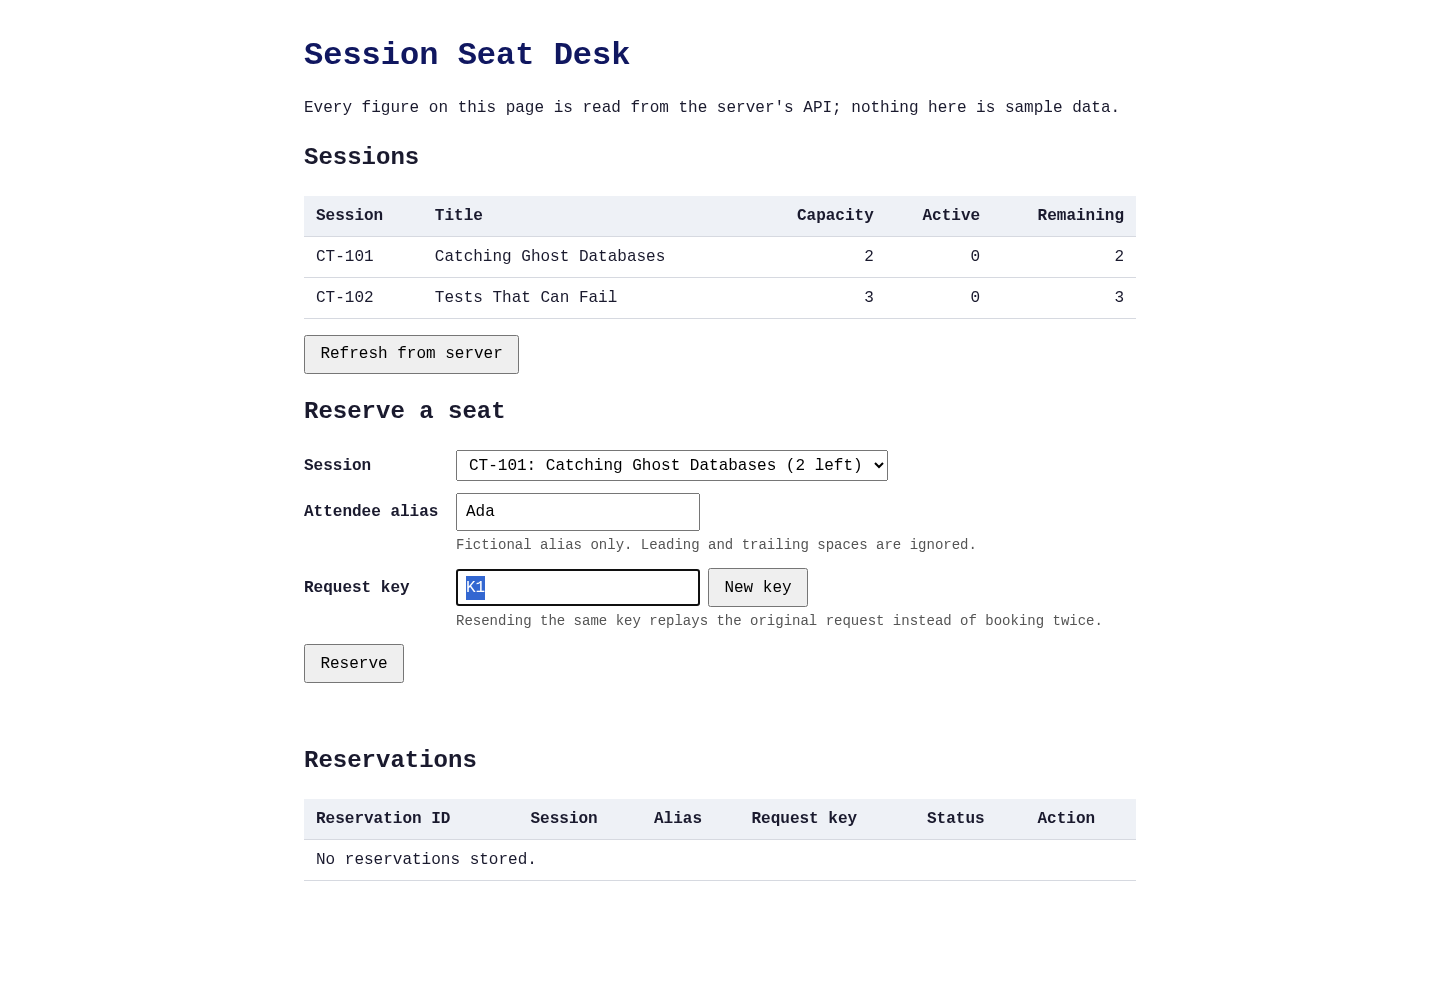 Session Seat Desk
Every figure on this page is read from the server's API; nothing here is sample data.
Sessions
Session Title Capacity Active Remaining
CT-101 Catching Ghost Databases 2 0 2
CT-102 Tests That Can Fail 3 0 3
Refresh from server
Reserve a seat
Session CT-101: Catching Ghost Databases (2 left)
Attendee alias Ada
Fictional alias only. Leading and trailing spaces are ignored.
Request key K1 New key
Resending the same key replays the original request instead of booking twice.
Reserve
Reservations
Reservation ID Session Alias Request key Status Action
No reservations stored.